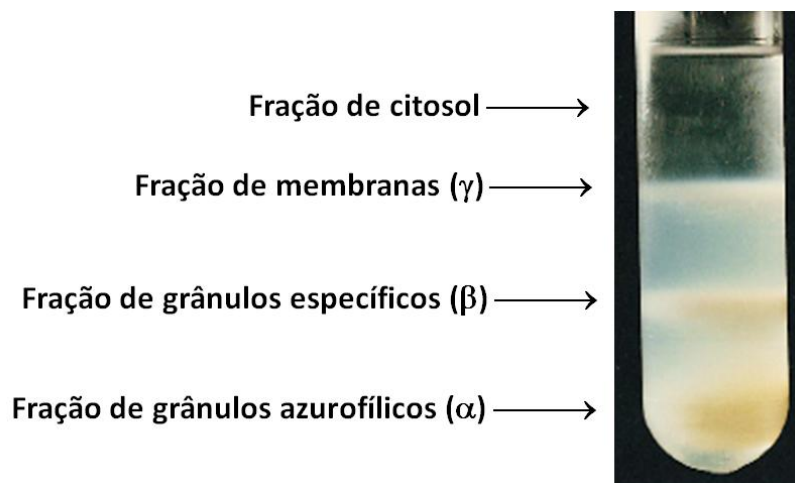 Fração de citosol
Fração de membranas (γ)
Fração de grânulos específicos (β)
Fração de grânulos azurofílicos (α)